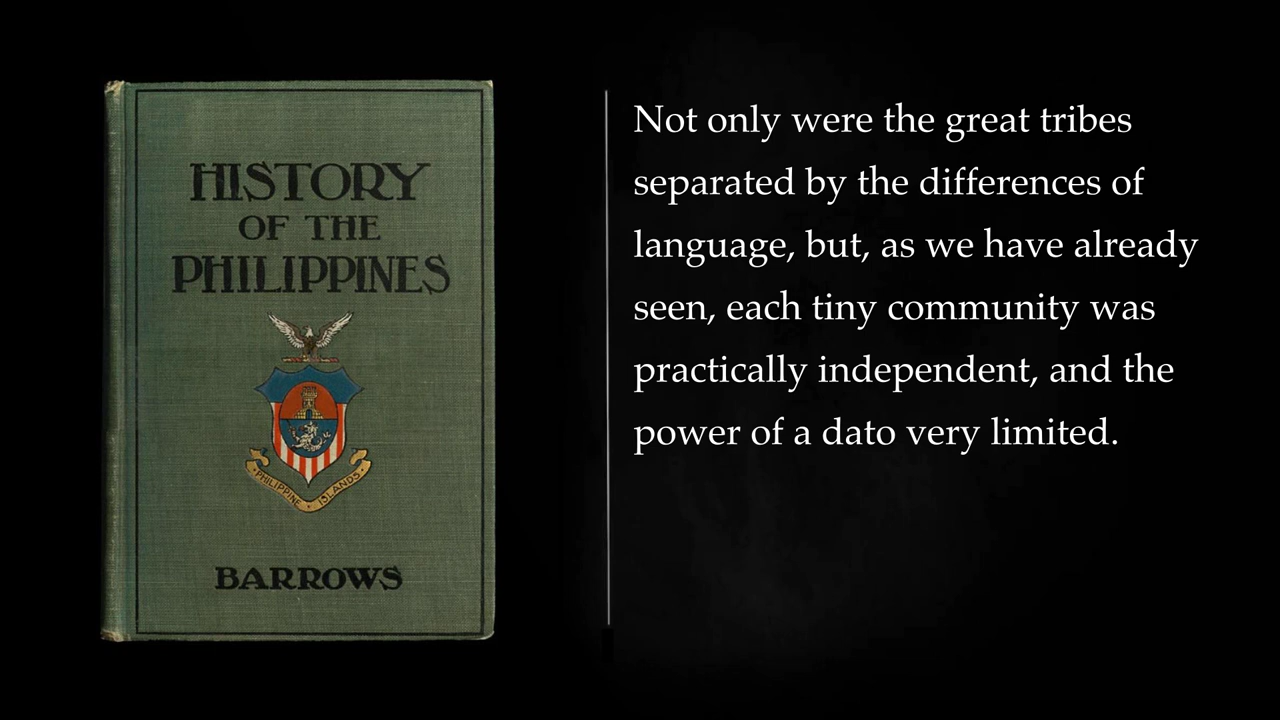 HISTORY
OF THE
PHILIPPINES
PHILIPPINE ISLANDS
BARROWS
Not only were the great tribes
separated by the differences of
language, but, as we have already
seen, each tiny community was
practically independent, and the
power of a dato very limited.